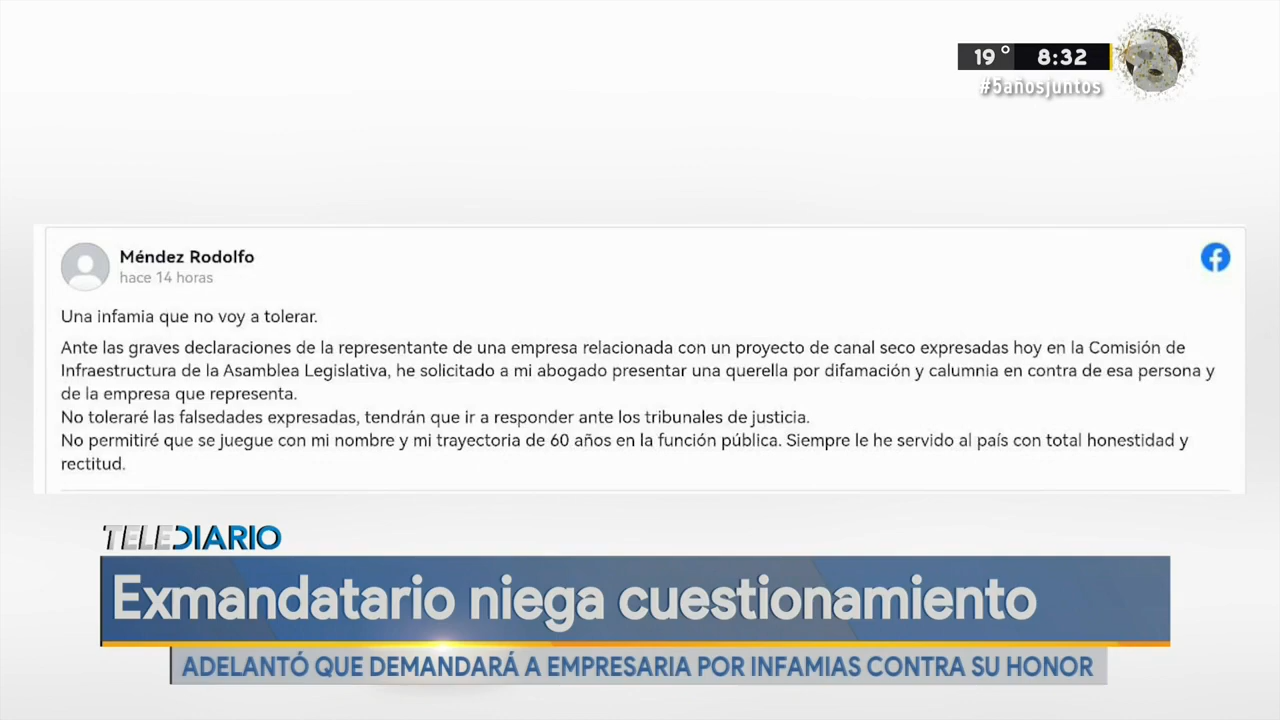 19° 8:32
#5añosjuntos
8
Méndez Rodolfo
hace 14 horas
Una infamia que no voy a tolerar.
Ante las graves declaraciones de la representante de una empresa relacionada con un proyecto de canal seco expresadas hoy en la Comisión de
Infraestructura de la Asamblea Legislativa, he solicitado a mi abogado presentar una querella por difamación y calumnia en contra de esa persona y
de la empresa que representa.
No toleraré las falsedades expresadas, tendrán que ir a responder ante los tribunales de justicia.
No permitiré que se juegue con mi nombre y mi trayectoria de 60 años en la función pública. Siempre le he servido al país con total honestidad y
rectitud.
TELEDIARIO
Exmandatario niega cuestionamiento
ADELANTÓ QUE DEMANDARÁ A EMPRESARIA POR INFAMIAS CONTRA SU HONOR